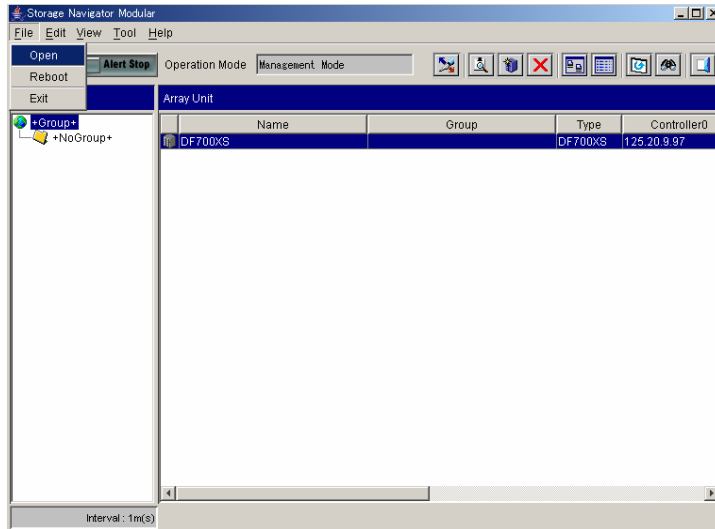 Storage Navigator Modular
File Edit View Tool Help
Open
Reboot
Exit
Alert Stop
Operation Mode
Management Mode
Array Unit
+Group+
+NoGroup+
Name Group Type Controller0
DF700XS DF700XS 125.20.9.97
Interval : 1m(s)